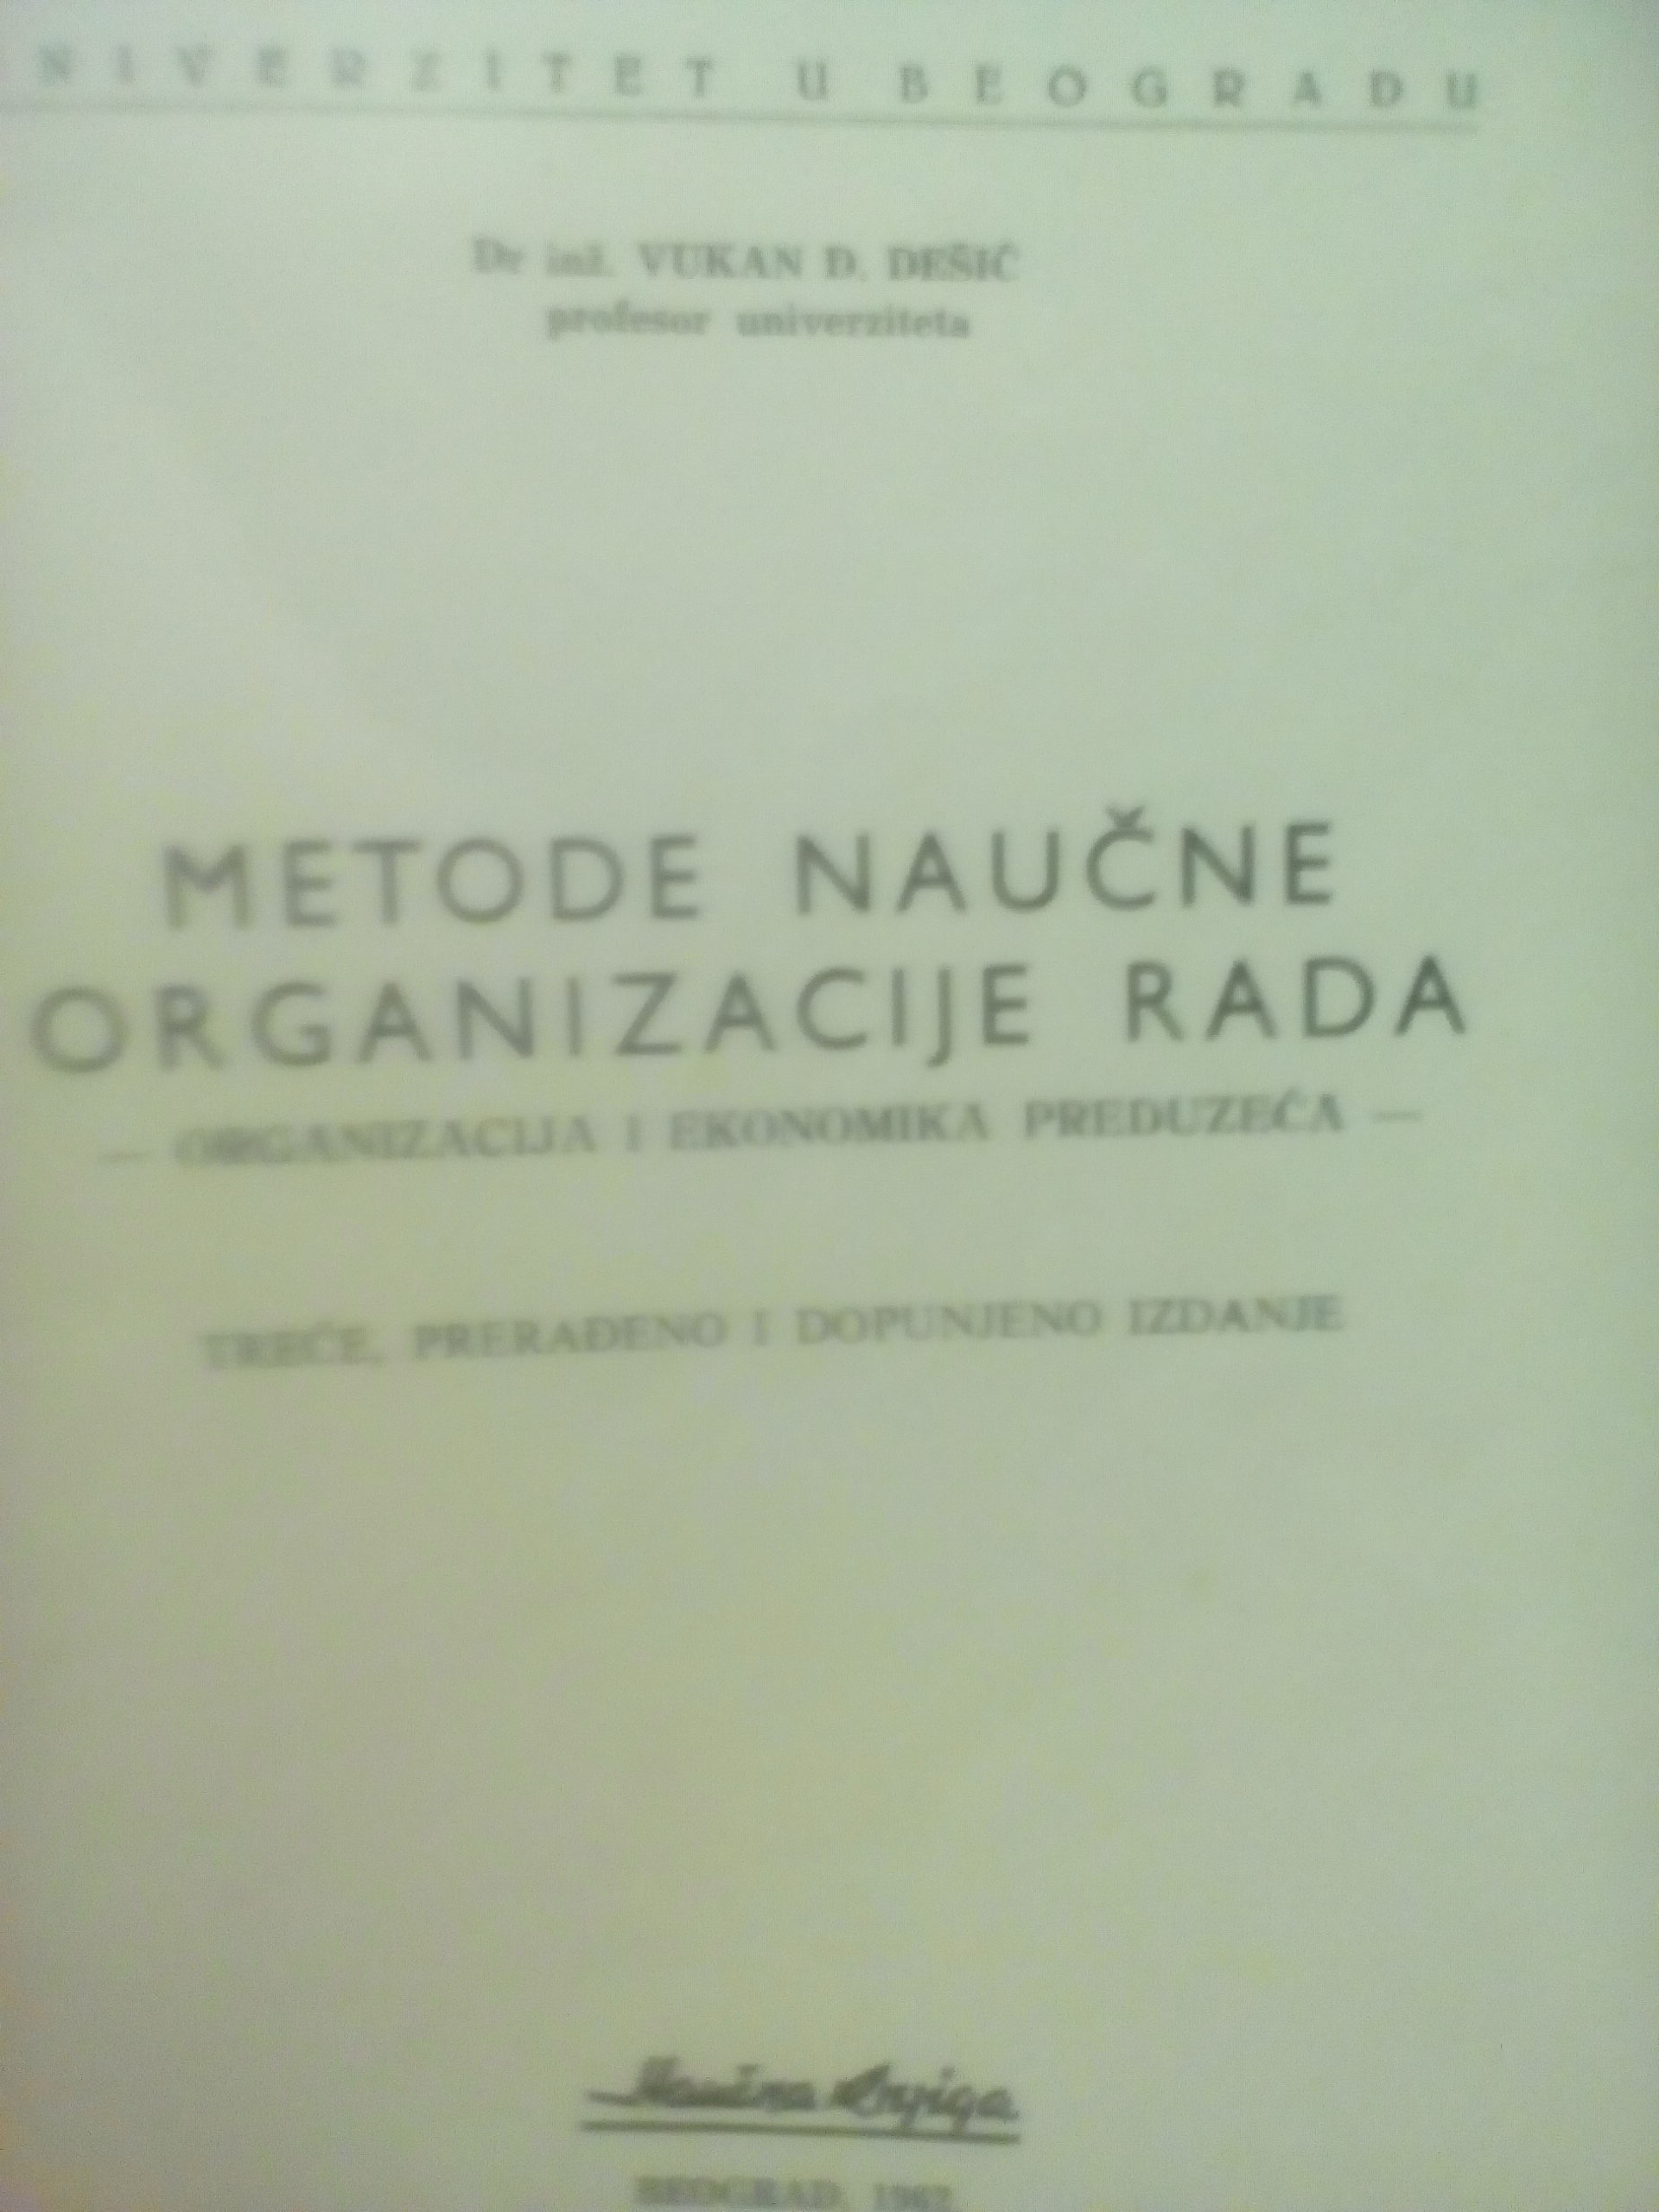 NIVERZITET U BEOGRADU
Dr inž. VUKAN Đ. DEŠIĆ
profesor univerziteta
METODE NAUČNE
ORGANIZACIJE RADA
— ORGANIZACIJA I EKONOMIKA PREDUZEĆA —
TREĆE, PRERAĐENO I DOPUNJENO IZDANJE
Naučna Knjiga
BEOGRAD, 1962.